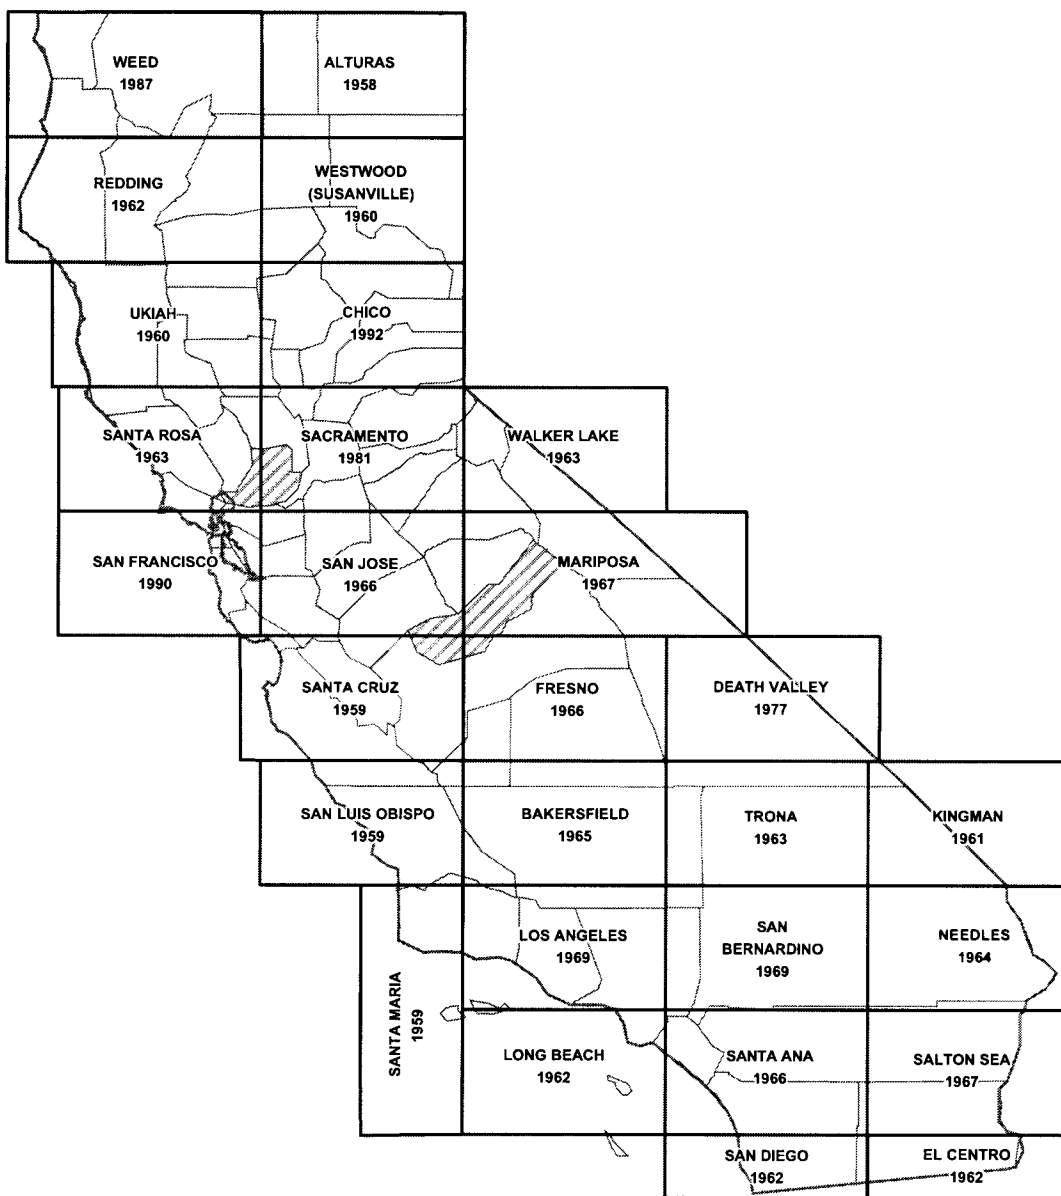 WEED
1987
ALTURAS
1958
REDDING
1962
WESTWOOD
(SUSANVILLE)
1960
UKIAH
1960
CHICO
1992
SANTA ROSA
1963
SACRAMENTO
1981
WALKER LAKE
1963
SAN FRANCISCO
1990
SAN JOSE
1966
MARIPOSA
1967
SANTA CRUZ
1959
FRESNO
1966
DEATH VALLEY
1977
SAN LUIS OBISPO
1959
BAKERSFIELD
1965
TRONA
1963
KINGMAN
1961
SANTA MARIA
1959
LOS ANGELES
1969
SAN
BERNARDINO
1969
NEEDLES
1964
LONG BEACH
1962
SANTA ANA
1966
SALTON SEA
1967
SAN DIEGO
1962
EL CENTRO
1962